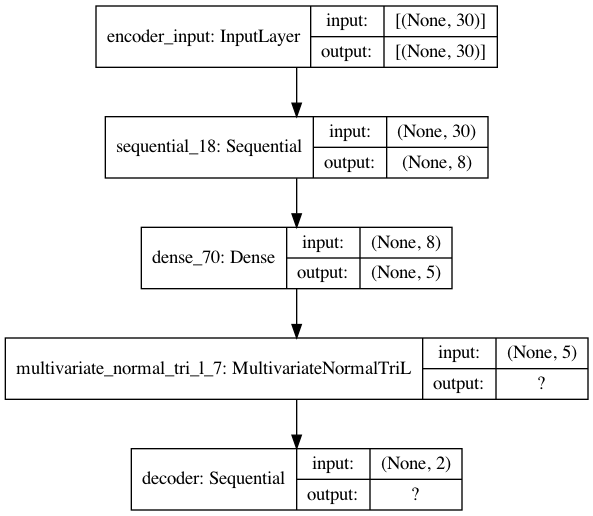 encoder_input: InputLayer
input: [(None, 30)]
output: [(None, 30)]
sequential_18: Sequential
input: (None, 30)
output: (None, 8)
dense_70: Dense
input: (None, 8)
output: (None, 5)
multivariate_normal_tri_l_7: MultivariateNormalTriL
input: (None, 5)
output: ?
decoder: Sequential
input: (None, 2)
output: ?